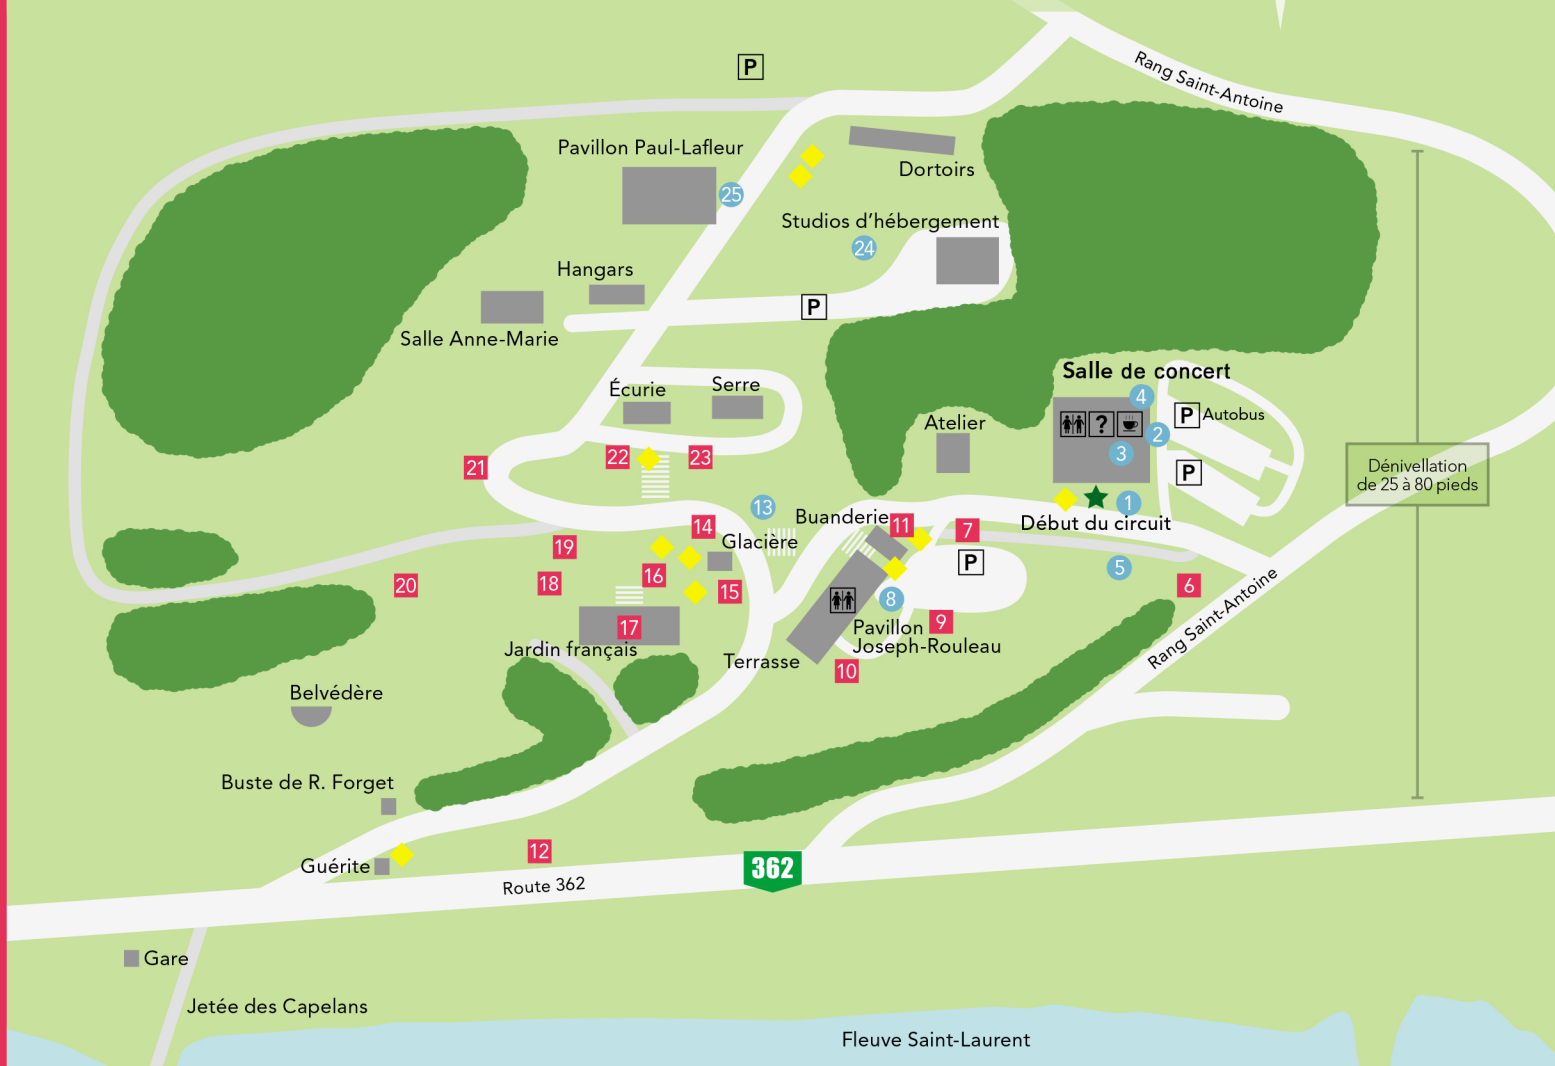 Rang Saint-Antoine
P
Pavillon Paul-Lafleur
25
Dortoirs
Studios d'hébergement
24
Hangars
P
Salle Anne-Marie
Salle de concert
4
Écurie
Serre
Atelier
P Autobus
?
2
3
22
23
21
P
Dénivellation
de 25 à 80 pieds
13
1
Début du circuit
Buanderie
11
7
14
Glacière
19
P
5
20
18
16
15
6
8
17
9
Pavillon
Joseph-Rouleau
Jardin français
Terrasse
10
Rang Saint-Antoine
Belvédère
Buste de R. Forget
Guérite
12
362
Route 362
Gare
Jetée des Capelans
Fleuve Saint-Laurent